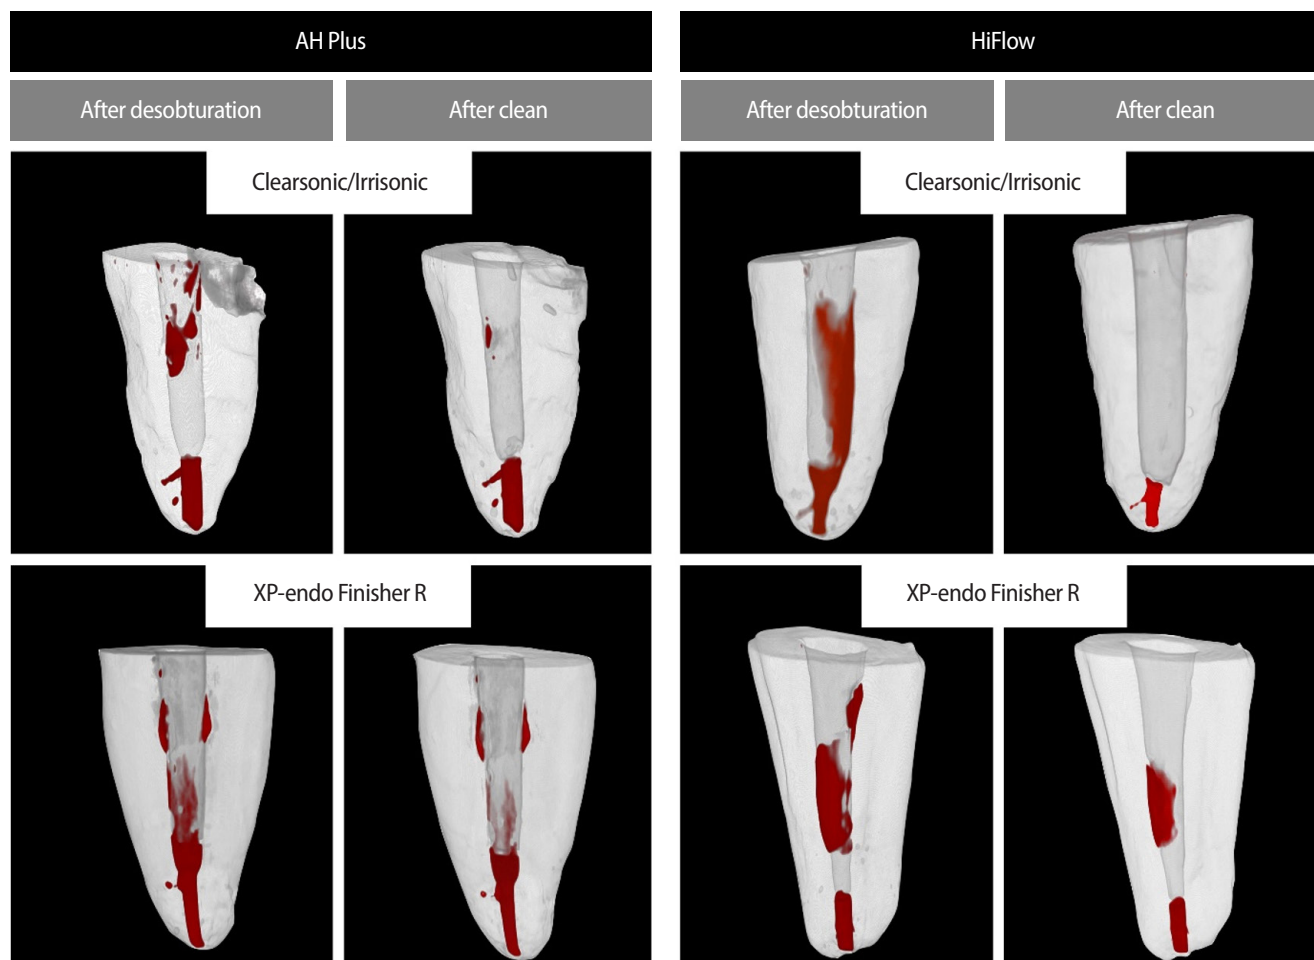 AH Plus
HiFlow
After desobturation
After clean
After desobturation
After clean
Clearsonic/Irrisonic
Clearsonic/Irrisonic
XP-endo Finisher R
XP-endo Finisher R